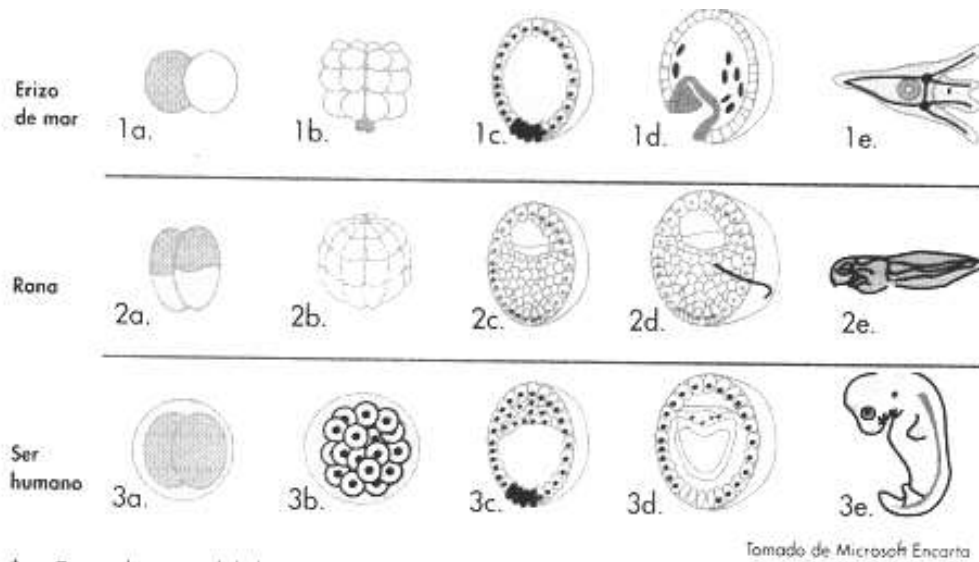 Erizo
de mar
1a.
1b.
1c.
1d.
1e.
Rana
2a.
2b.
2c.
2d.
2e.
Ser
humano
3a.
3b.
3c.
3d.
3e.
Tomado de Microsoft Encarta